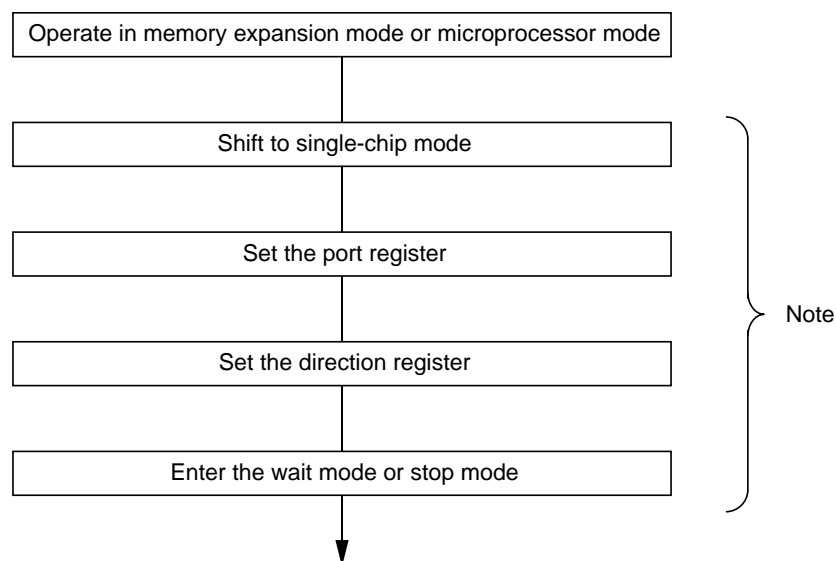 Operate in memory expansion mode or microprocessor mode
Shift to single-chip mode
Set the port register
Set the direction register
Enter the wait mode or stop mode
Note